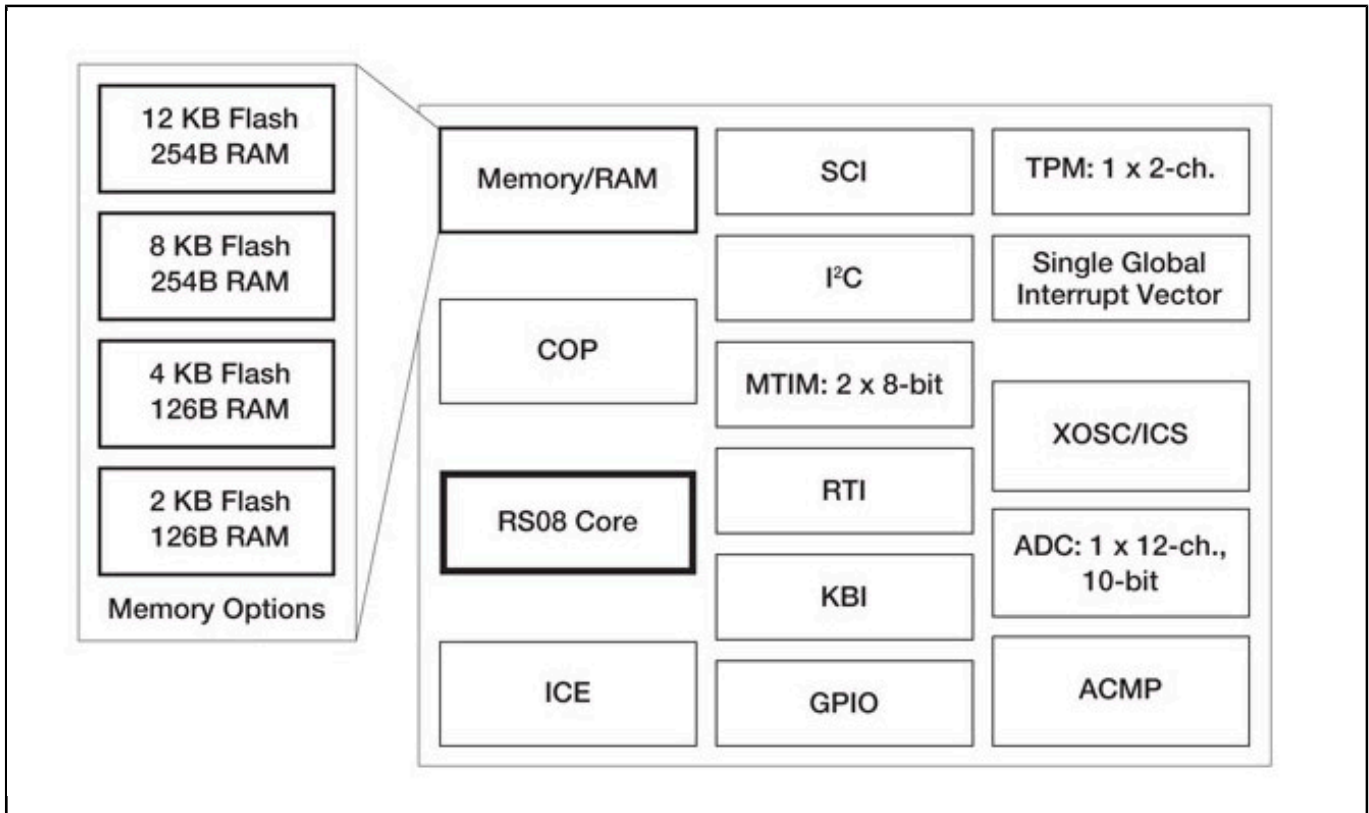 12 KB Flash
254B RAM
8 KB Flash
254B RAM
4 KB Flash
126B RAM
2 KB Flash
126B RAM
Memory Options
Memory/RAM
COP
RS08 Core
ICE
SCI
I²C
MTIM: 2 x 8-bit
RTI
KBI
GPIO
TPM: 1 x 2-ch.
Single Global
Interrupt Vector
XOSC/ICS
ADC: 1 x 12-ch.,
10-bit
ACMP